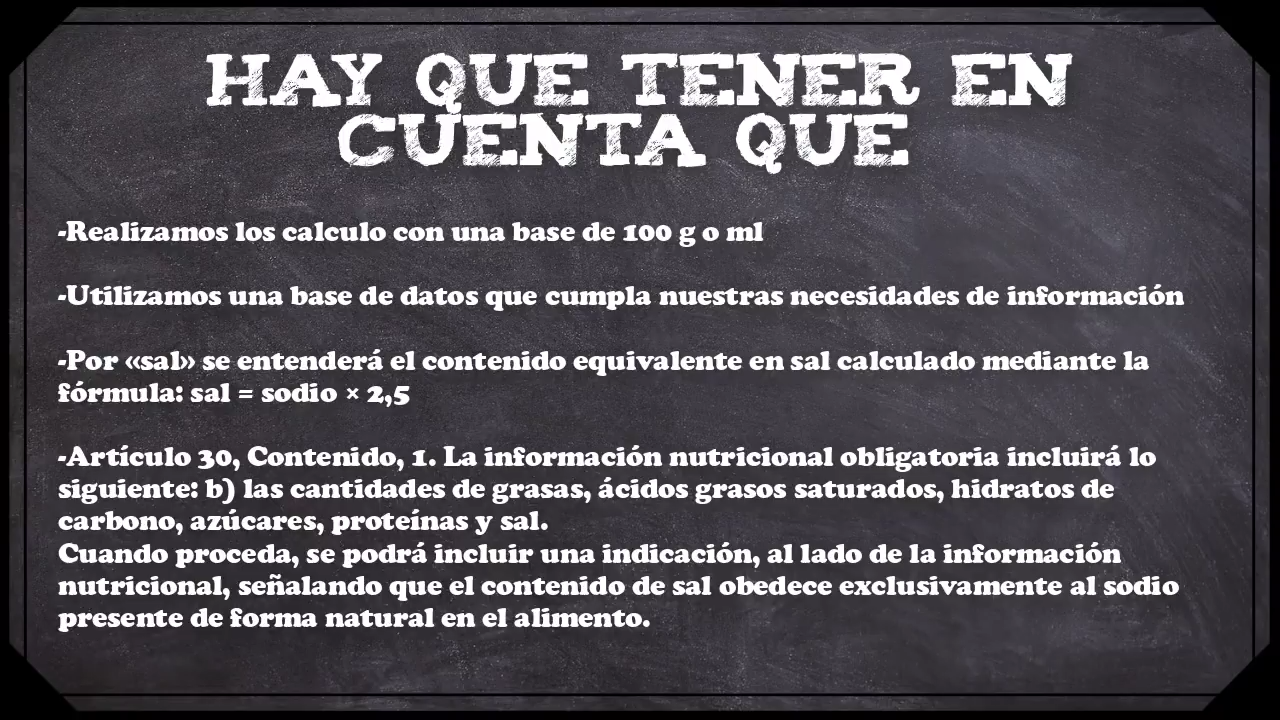 HAY QUE TENER EN
CUENTA QUE
-Realizamos los calculo con una base de 100 g o ml
-Utilizamos una base de datos que cumpla nuestras necesidades de información
-Por «sal» se entenderá el contenido equivalente en sal calculado mediante la
fórmula: sal = sodio × 2,5
-Artículo 30, Contenido, 1. La información nutricional obligatoria incluirá lo
siguiente: b) las cantidades de grasas, ácidos grasos saturados, hidratos de
carbono, azúcares, proteínas y sal.
Cuando proceda, se podrá incluir una indicación, al lado de la información
nutricional, señalando que el contenido de sal obedece exclusivamente al sodio
presente de forma natural en el alimento.